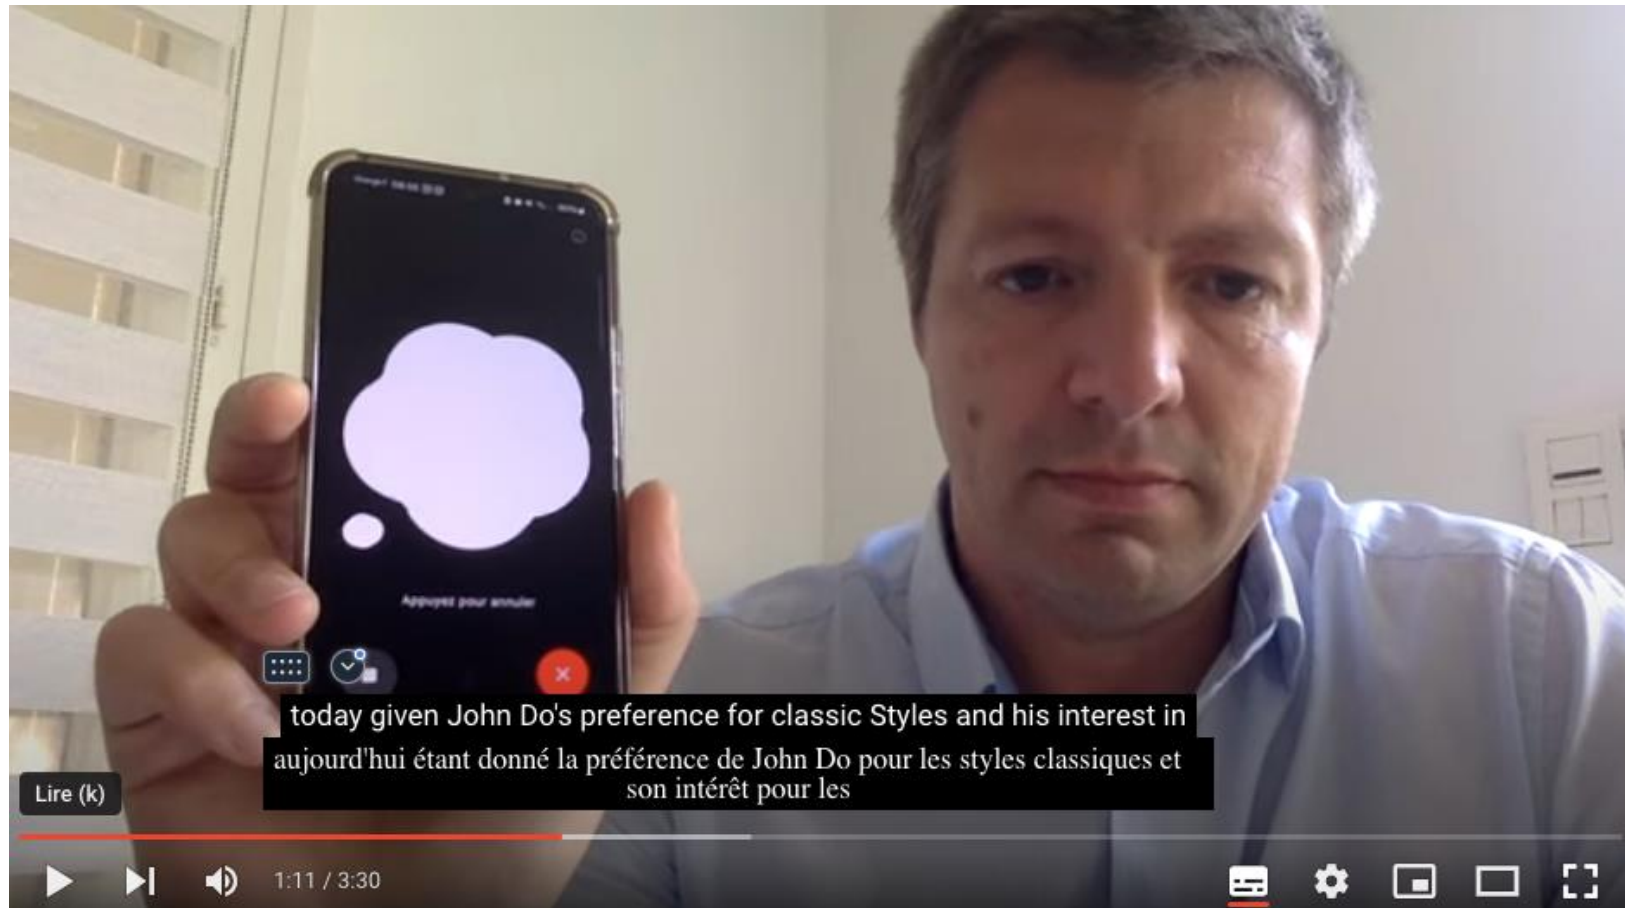 Appuyez pour annuler
today given John Do's preference for classic Styles and his interest in
aujourd'hui étant donné la préférence de John Do pour les styles classiques et
son intérêt pour les
Lire (k)
1:11 / 3:30